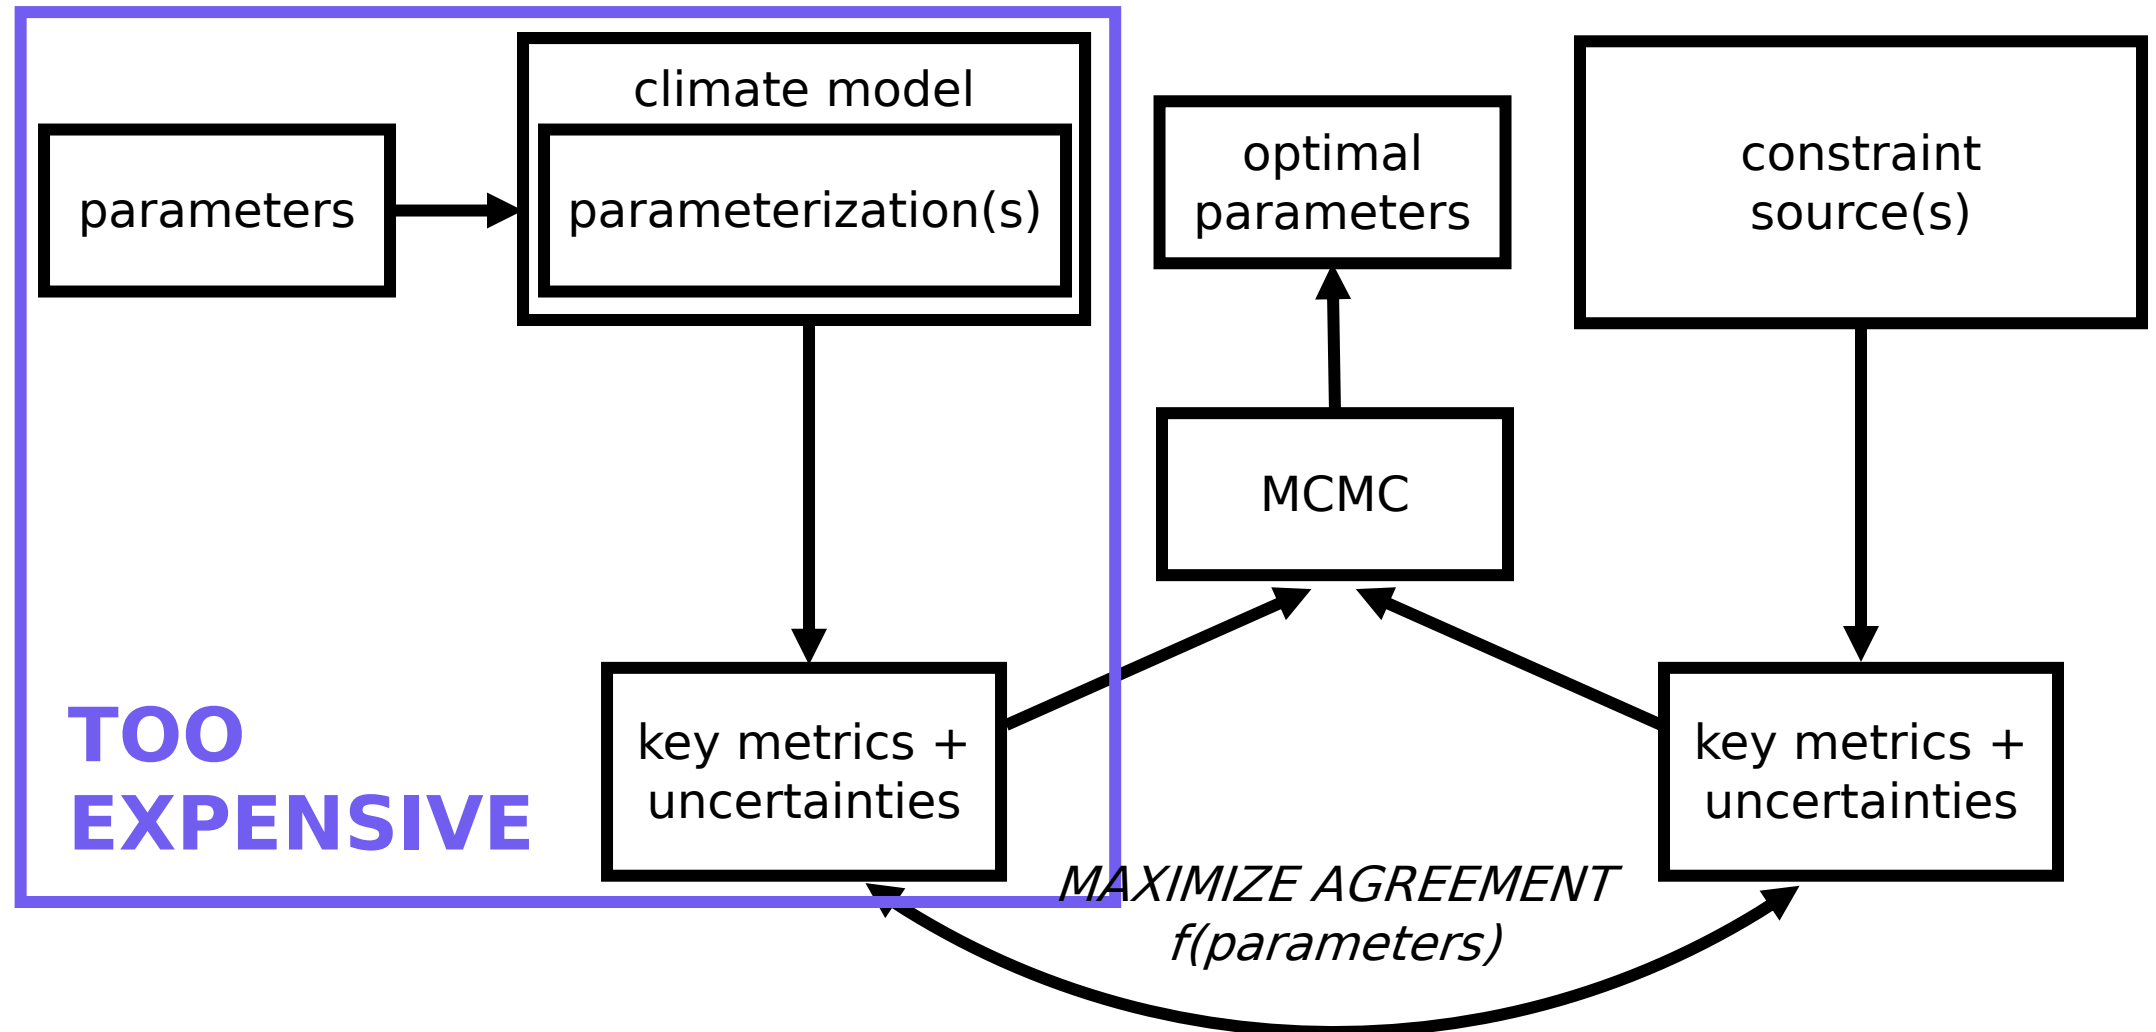 climate model
parameters
parameterization(s)
optimal
parameters
constraint
source(s)
MCMC
TOO
EXPENSIVE
key metrics +
uncertainties
key metrics +
uncertainties
MAXIMIZE AGREEMENT
f(parameters)